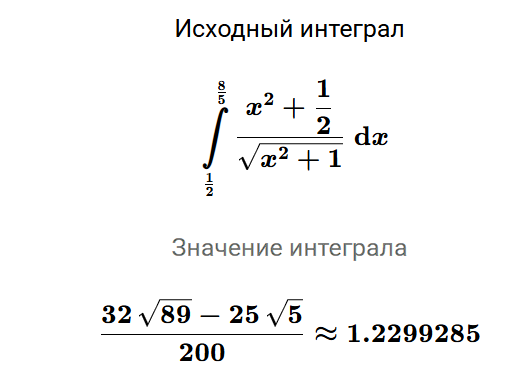 Исходный интеграл
∫_{1/2}^{8/5} (x² + 1/2)/√(x² + 1) dx
Значение интеграла
(32 √89 − 25 √5)/200 ≈ 1.2299285